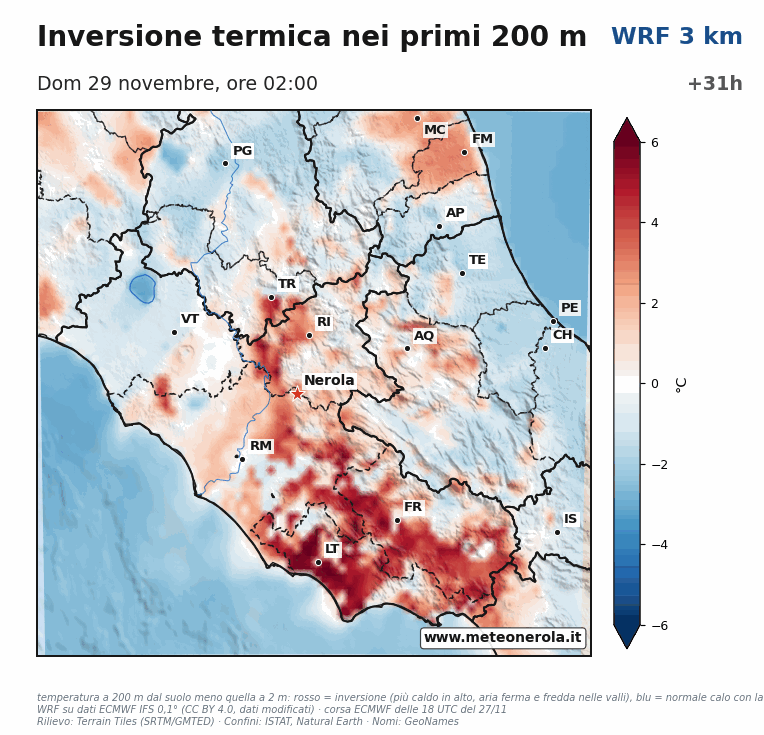 Inversione termica nei primi 200 m WRF 3 km
Dom 29 novembre, ore 02:00 +31h
MC
FM
PG
AP
TE
TR
PE
VT
RI
AQ
CH
Nerola
RM
FR
IS
LT
6
4
2
0
−2
−4
−6
°C
www.meteonerola.it
temperatura a 200 m dal suolo meno quella a 2 m: rosso = inversione (più caldo in alto, aria ferma e fredda nelle valli), blu = normale calo con la
WRF su dati ECMWF IFS 0,1° (CC BY 4.0, dati modificati) · corsa ECMWF delle 18 UTC del 27/11
Rilievo: Terrain Tiles (SRTM/GMTED) · Confini: ISTAT, Natural Earth · Nomi: GeoNames